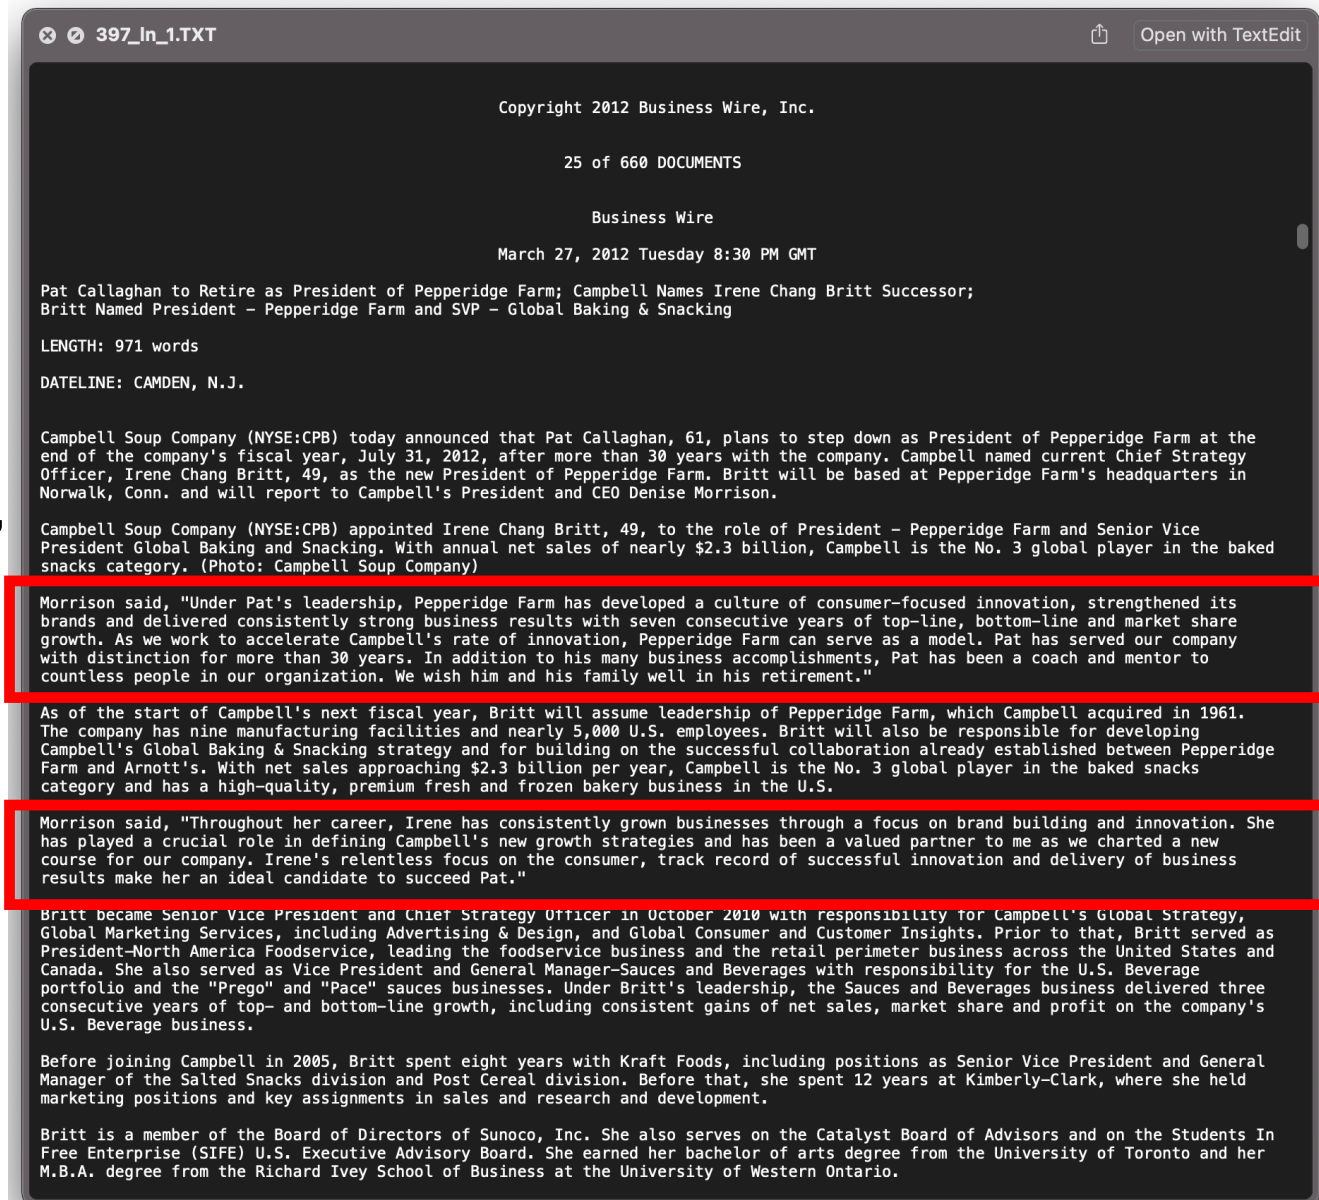 397_In_1.TXT
Open with TextEdit
Copyright 2012 Business Wire, Inc.
25 of 660 DOCUMENTS
Business Wire
March 27, 2012 Tuesday 8:30 PM GMT
Pat Callaghan to Retire as President of Pepperidge Farm; Campbell Names Irene Chang Britt Successor;
Britt Named President – Pepperidge Farm and SVP – Global Baking & Snacking
LENGTH: 971 words
DATELINE: CAMDEN, N.J.
Campbell Soup Company (NYSE:CPB) today announced that Pat Callaghan, 61, plans to step down as President of Pepperidge Farm at the
end of the company's fiscal year, July 31, 2012, after more than 30 years with the company. Campbell named current Chief Strategy
Officer, Irene Chang Britt, 49, as the new President of Pepperidge Farm. Britt will be based at Pepperidge Farm's headquarters in
Norwalk, Conn. and will report to Campbell's President and CEO Denise Morrison.
Campbell Soup Company (NYSE:CPB) appointed Irene Chang Britt, 49, to the role of President – Pepperidge Farm and Senior Vice
President Global Baking and Snacking. With annual net sales of nearly $2.3 billion, Campbell is the No. 3 global player in the baked
snacks category. (Photo: Campbell Soup Company)
Morrison said, "Under Pat's leadership, Pepperidge Farm has developed a culture of consumer-focused innovation, strengthened its
brands and delivered consistently strong business results with seven consecutive years of top-line, bottom-line and market share
growth. As we work to accelerate Campbell's rate of innovation, Pepperidge Farm can serve as a model. Pat has served our company
with distinction for more than 30 years. In addition to his many business accomplishments, Pat has been a coach and mentor to
countless people in our organization. We wish him and his family well in his retirement."
As of the start of Campbell's next fiscal year, Britt will assume leadership of Pepperidge Farm, which Campbell acquired in 1961.
The company has nine manufacturing facilities and nearly 5,000 U.S. employees. Britt will also be responsible for developing
Campbell's Global Baking & Snacking strategy and for building on the successful collaboration already established between Pepperidge
Farm and Arnott's. With net sales approaching $2.3 billion per year, Campbell is the No. 3 global player in the baked snacks
category and has a high-quality, premium fresh and frozen bakery business in the U.S.
Morrison said, "Throughout her career, Irene has consistently grown businesses through a focus on brand building and innovation. She
has played a crucial role in defining Campbell's new growth strategies and has been a valued partner to me as we charted a new
course for our company. Irene's relentless focus on the consumer, track record of successful innovation and delivery of business
results make her an ideal candidate to succeed Pat."
Britt became Senior Vice President and Chief Strategy Officer in October 2010 with responsibility for Campbell's Global Strategy,
Global Marketing Services, including Advertising & Design, and Global Consumer and Customer Insights. Prior to that, Britt served as
President—North America Foodservice, leading the foodservice business and the retail perimeter business across the United States and
Canada. She also served as Vice President and General Manager—Sauces and Beverages with responsibility for the U.S. Beverage
portfolio and the "Prego" and "Pace" sauces businesses. Under Britt's leadership, the Sauces and Beverages business delivered three
consecutive years of top- and bottom-line growth, including consistent gains of net sales, market share and profit on the company's
U.S. Beverage business.
Before joining Campbell in 2005, Britt spent eight years with Kraft Foods, including positions as Senior Vice President and General
Manager of the Salted Snacks division and Post Cereal division. Before that, she spent 12 years at Kimberly-Clark, where she held
marketing positions and key assignments in sales and research and development.
Britt is a member of the Board of Directors of Sunoco, Inc. She also serves on the Catalyst Board of Advisors and on the Students In
Free Enterprise (SIFE) U.S. Executive Advisory Board. She earned her bachelor of arts degree from the University of Toronto and her
M.B.A. degree from the Richard Ivey School of Business at the University of Western Ontario.